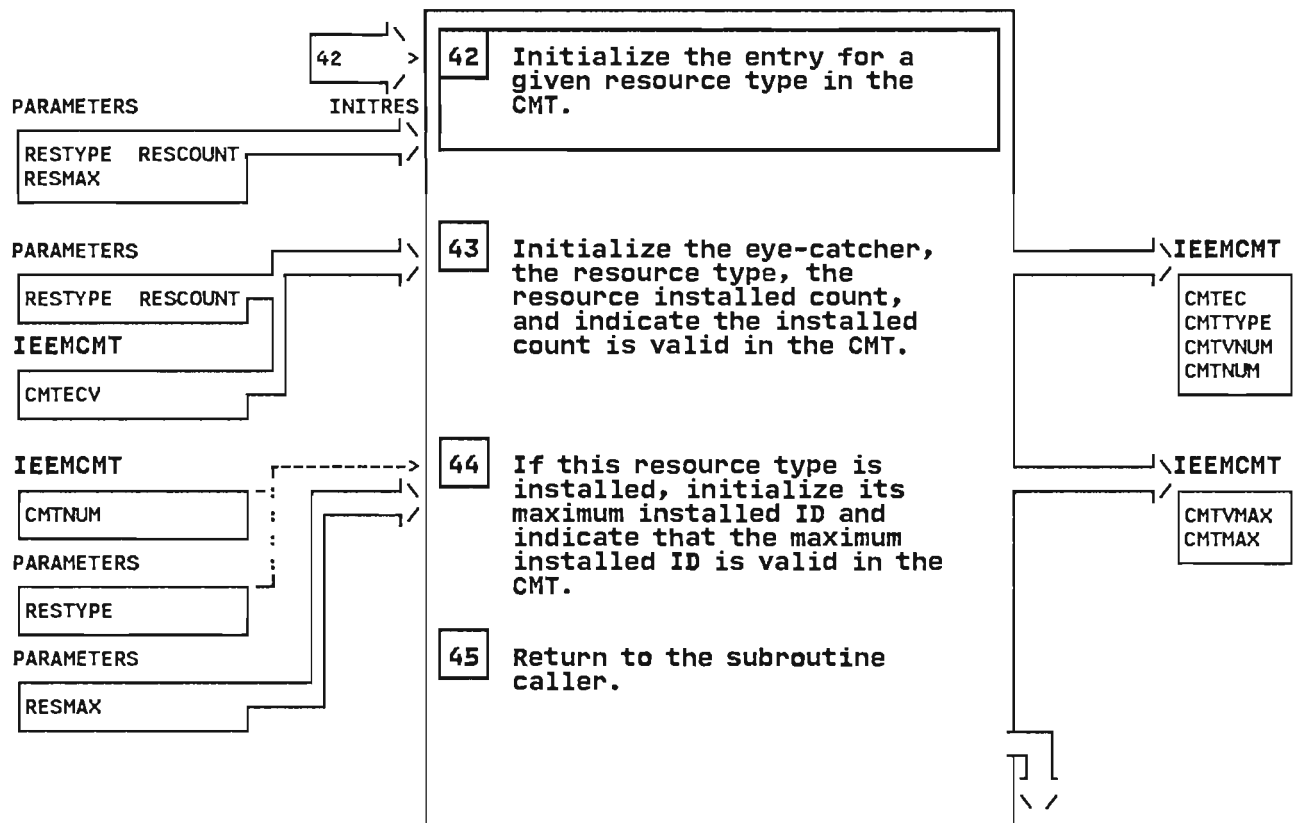 42
42 Initialize the entry for a
given resource type in the
CMT.
PARAMETERS INITRES
RESTYPE RESCOUNT
RESMAX
PARAMETERS
RESTYPE RESCOUNT
IEEMCMT
CMTECV
43 Initialize the eye-catcher,
the resource type, the
resource installed count,
and indicate the installed
count is valid in the CMT.
IEEMCMT
CMTEC
CMTTYPE
CMTVNUM
CMTNUM
IEEMCMT
CMTNUM
PARAMETERS
RESTYPE
PARAMETERS
RESMAX
44 If this resource type is
installed, initialize its
maximum installed ID and
indicate that the maximum
installed ID is valid in the
CMT.
IEEMCMT
CMTVMAX
CMTMAX
45 Return to the subroutine
caller.